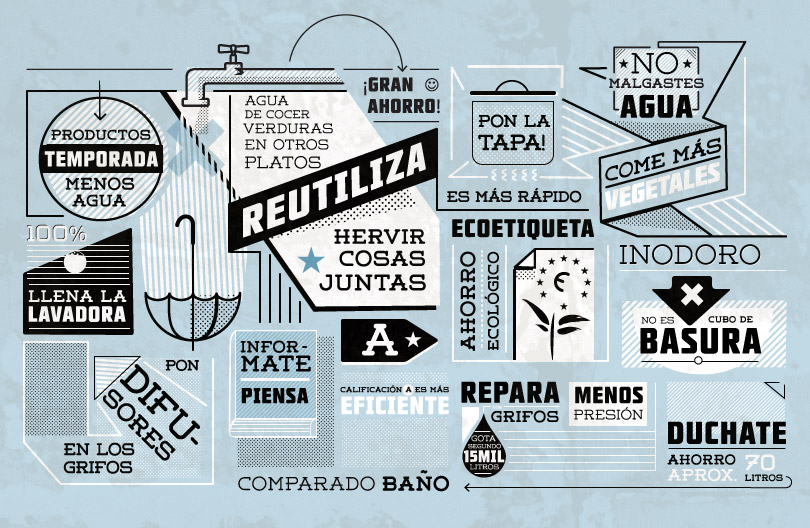 PRODUCTOS
TEMPORADA
MENOS
AGUA
AGUA
DE COCER
VERDURAS
EN OTROS
PLATOS
¡GRAN ☺
AHORRO!
REUTILIZA
HERVIR
COSAS
JUNTAS
PON LA
TAPA!
ES MÁS RÁPIDO
NO
MALGASTES
AGUA
COME MÁS
VEGETALES
100%
LLENA LA
LAVADORA
ECOETIQUETA
AHORRO
ECOLÓGICO
€
INODORO
NO ES CUBO DE
BASURA
PON
DIFU-
SORES
EN LOS
GRIFOS
INFOR-
MATE
PIENSA
A
CALIFICACIÓN A ES MÁS
EFICIENTE
REPARA
GRIFOS
MENOS
PRESIÓN
GOTA
SEGUNDO
15MIL
LITROS
DUCHATE
AHORRO
APROX. 70
LITROS
COMPARADO BAÑO